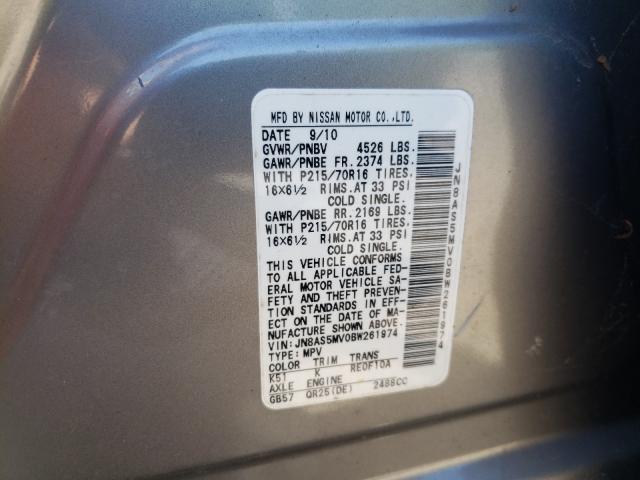 MFD BY NISSAN MOTOR CO.,LTD.
DATE 9/10
GVWR/PNBV 4526 LBS.
GAWR/PNBE FR. 2374 LBS.
WITH P215/70R16 TIRES.
16X6½ RIMS.AT 33 PSI
COLD SINGLE.
GAWR/PNBE RR. 2169 LBS.
WITH P215/70R16 TIRES.
16X6½ RIMS.AT 33 PSI
COLD SINGLE.
THIS VEHICLE CONFORMS
TO ALL APPLICABLE FED-
ERAL MOTOR VEHICLE SA-
FETY AND THEFT PREVEN-
TION STANDARDS IN EFF-
ECT ON THE DATE OF MA-
NUFACTURE SHOWN ABOVE.
VIN: JN8AS5MV0BW261974
TYPE: MPV
COLOR TRIM TRANS
K51 K RE0F10A
AXLE ENGINE
GB57 QR25(DE) 2488CC
JN8AS5MV0BW261974